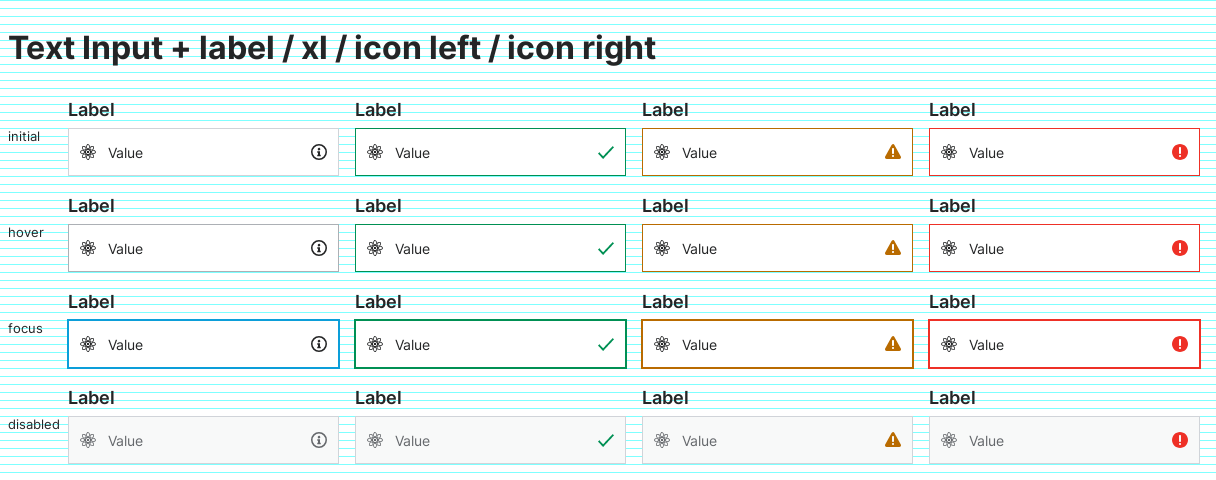 Text Input + label / xl / icon left / icon right
Label Label Label Label
initial Value Value Value Value
Label Label Label Label
hover Value Value Value Value
Label Label Label Label
focus Value Value Value Value
Label Label Label Label
disabled Value Value Value Value